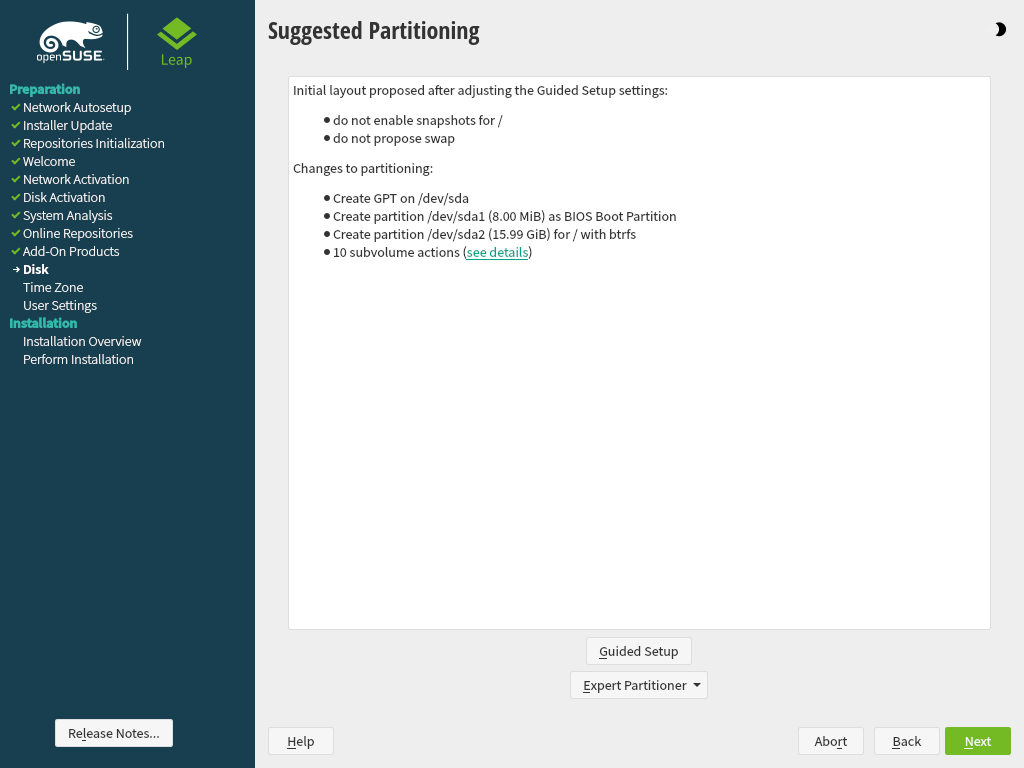 openSUSE
Leap
Preparation
Network Autosetup
Installer Update
Repositories Initialization
Welcome
Network Activation
Disk Activation
System Analysis
Online Repositories
Add-On Products
Disk
Time Zone
User Settings
Installation
Installation Overview
Perform Installation
Release Notes...
Suggested Partitioning
Initial layout proposed after adjusting the Guided Setup settings:
do not enable snapshots for /
do not propose swap
Changes to partitioning:
Create GPT on /dev/sda
Create partition /dev/sda1 (8.00 MiB) as BIOS Boot Partition
Create partition /dev/sda2 (15.99 GiB) for / with btrfs
10 subvolume actions (see details)
Guided Setup
Expert Partitioner
Help
Abort
Back
Next